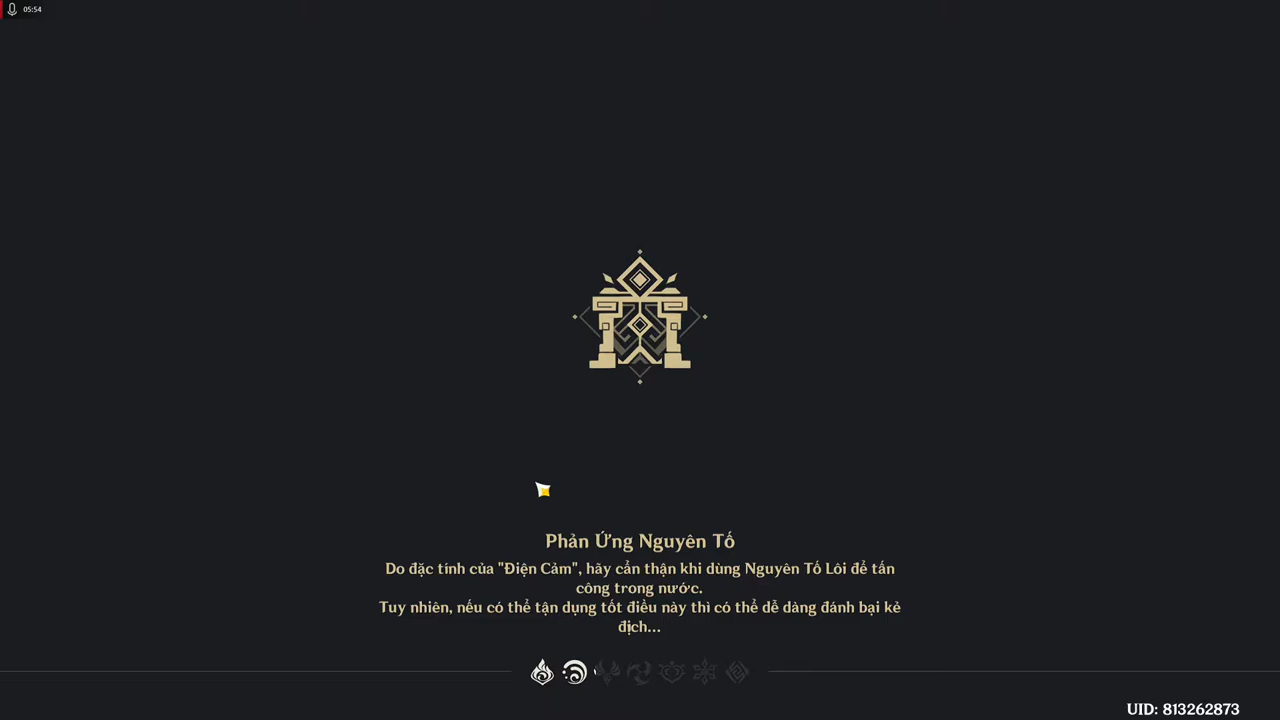 05:54
Phản Ứng Nguyên Tố
Do đặc tính của "Điện Cảm", hãy cẩn thận khi dùng Nguyên Tố Lôi để tấn
công trong nước.
Tuy nhiên, nếu có thể tận dụng tốt điều này thì có thể dễ dàng đánh bại kẻ
địch...
UID: 813262873